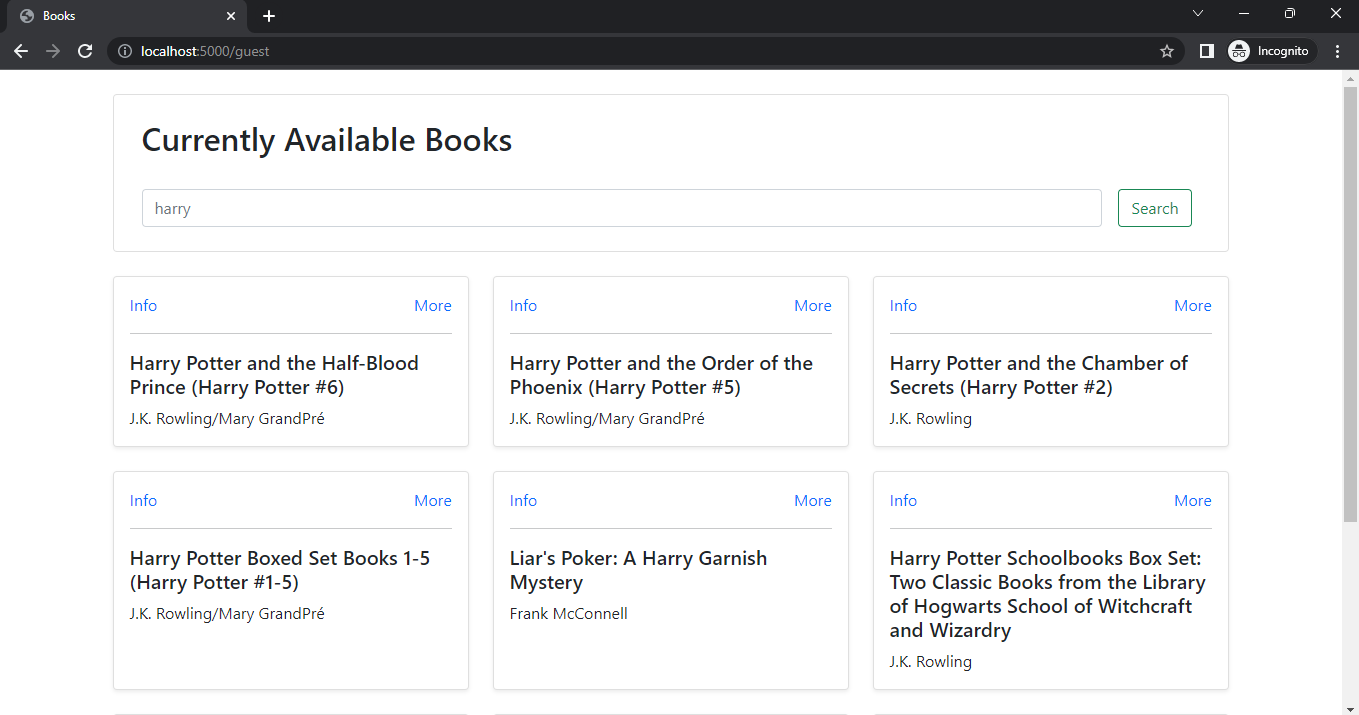 Books
localhost:5000/guest
Incognito
Currently Available Books
harry
Search
Info
More
Harry Potter and the Half-Blood
Prince (Harry Potter #6)
J.K. Rowling/Mary GrandPré
Info
More
Harry Potter and the Order of the
Phoenix (Harry Potter #5)
J.K. Rowling/Mary GrandPré
Info
More
Harry Potter and the Chamber of
Secrets (Harry Potter #2)
J.K. Rowling
Info
More
Harry Potter Boxed Set Books 1-5
(Harry Potter #1-5)
J.K. Rowling/Mary GrandPré
Info
More
Liar's Poker: A Harry Garnish
Mystery
Frank McConnell
Info
More
Harry Potter Schoolbooks Box Set:
Two Classic Books from the Library
of Hogwarts School of Witchcraft
and Wizardry
J.K. Rowling